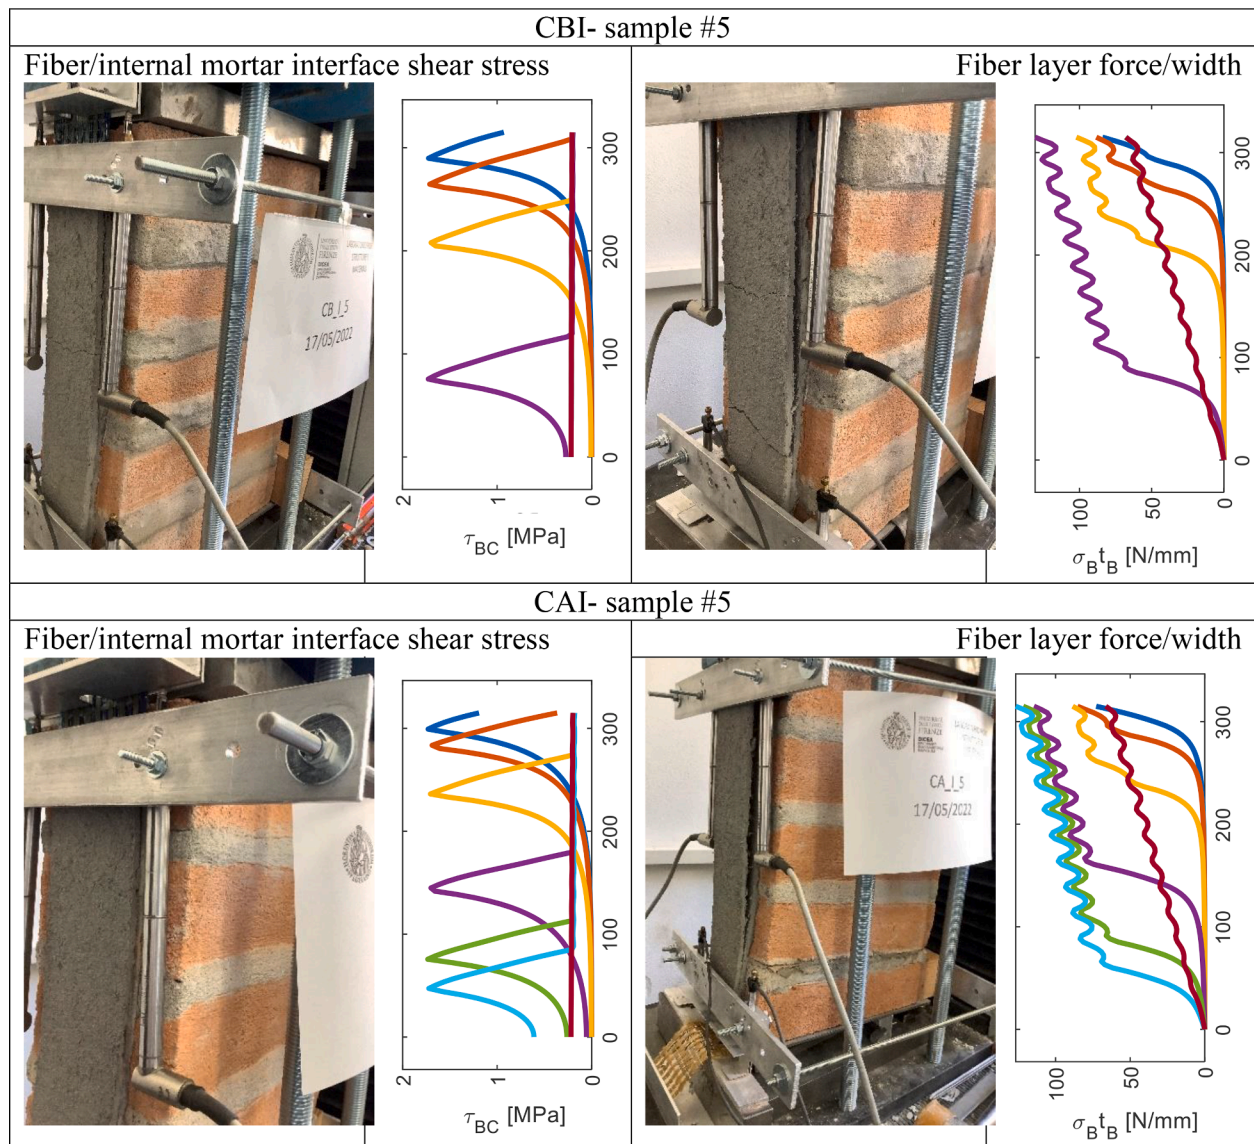 CBI- sample #5
Fiber/internal mortar interface shear stress
Fiber layer force/width
CB_I_5
17/05/2022
300
200
100
0
2
1
0
τBC [MPa]
300
200
100
0
100
50
0
σBtB [N/mm]
CAI- sample #5
Fiber/internal mortar interface shear stress
Fiber layer force/width
300
200
100
0
2
1
0
τBC [MPa]
CA_I_5
17/05/2022
300
200
100
0
100
50
0
σBtB [N/mm]